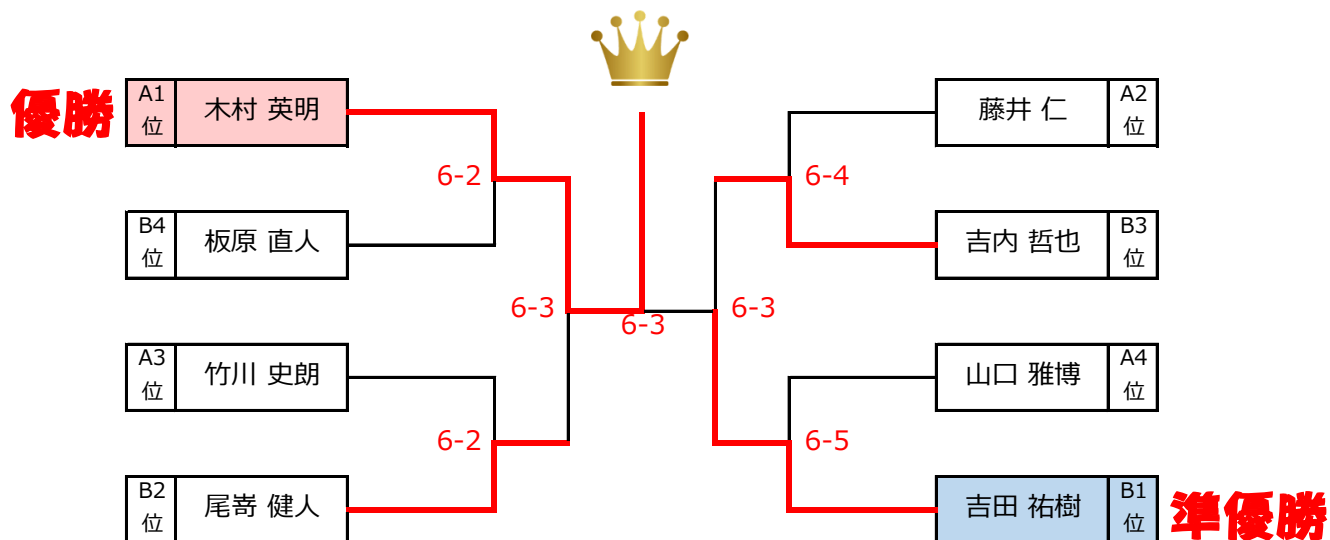 優勝
A1位 木村 英明
B4位 板原 直人
A3位 竹川 史朗
B2位 尾嵜 健人
6-2
6-2
6-3
6-3
6-3
6-4
6-5
藤井 仁 A2位
吉内 哲也 B3位
山口 雅博 A4位
吉田 祐樹 B1位
準優勝